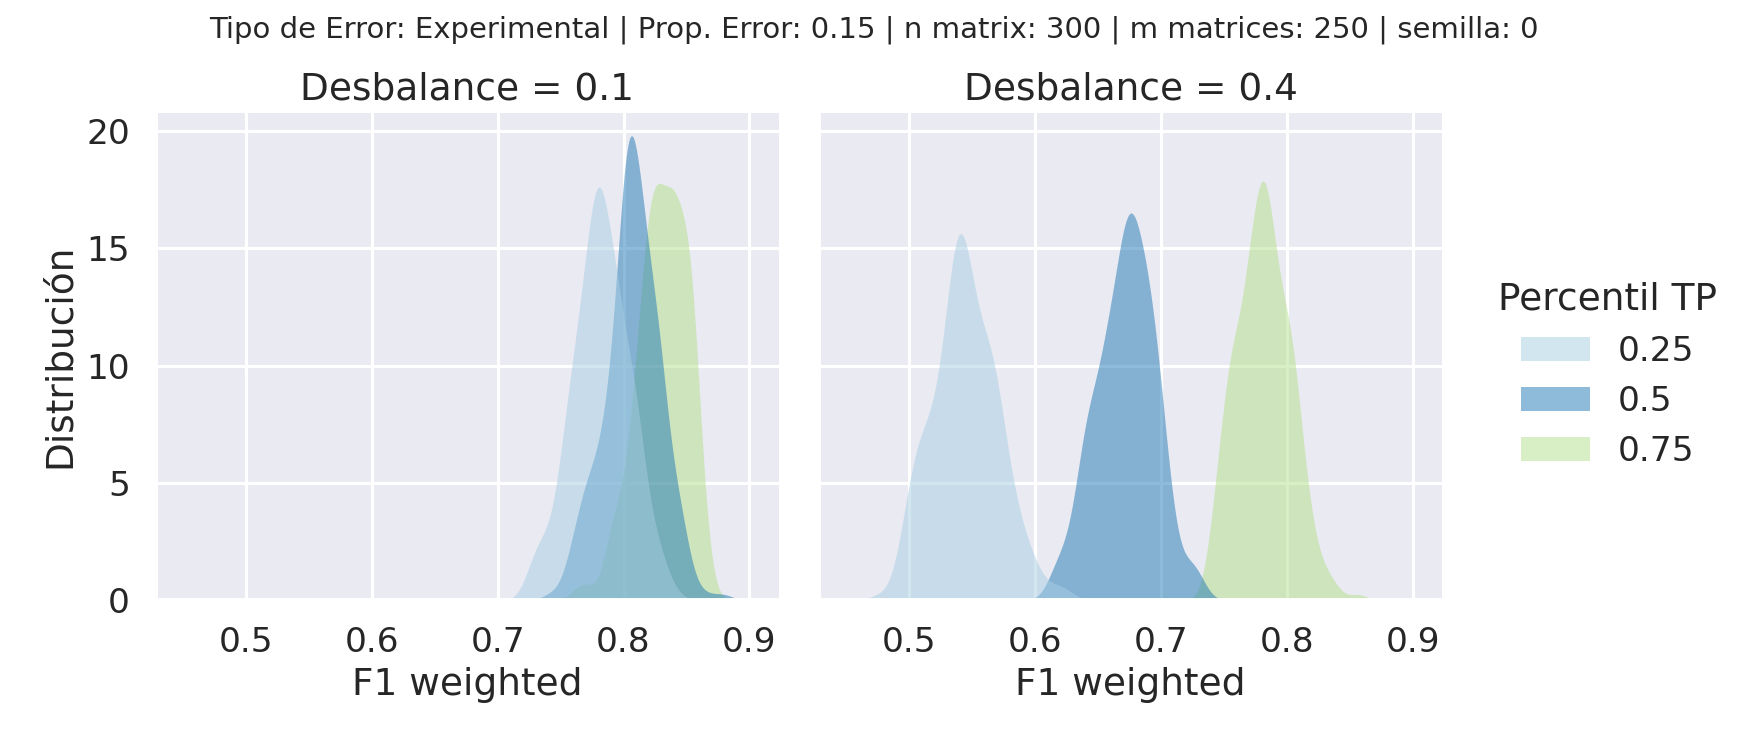 Tipo de Error: Experimental | Prop. Error: 0.15 | n matrix: 300 | m matrices: 250 | semilla: 0
Desbalance = 0.1
Desbalance = 0.4
Distribución
20
15
10
5
0
0.5 0.6 0.7 0.8 0.9
0.5 0.6 0.7 0.8 0.9
F1 weighted
F1 weighted
Percentil TP
0.25
0.5
0.75